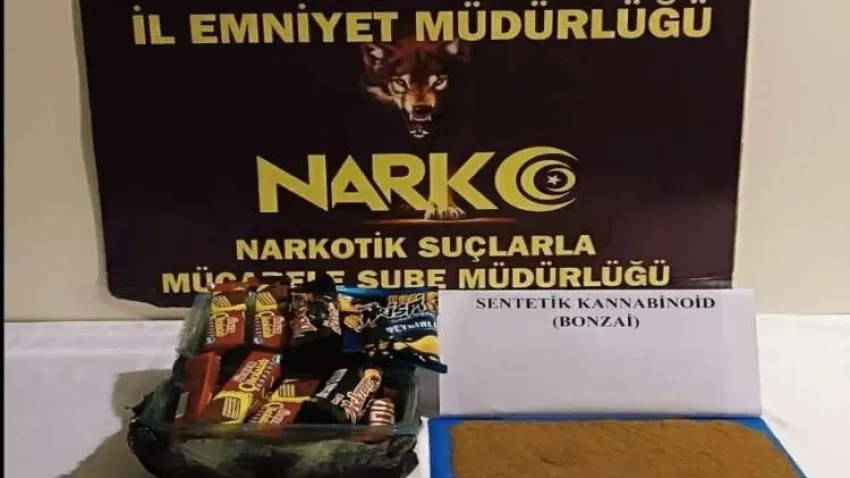 İL EMNİYET MÜDÜRLÜĞÜ
NARKO
NARKOTİK SUÇLARLA
MÜCADELE ŞUBE MÜDÜRLÜĞÜ
SENTETİK KANNABİNOİD
(BONZAİ)